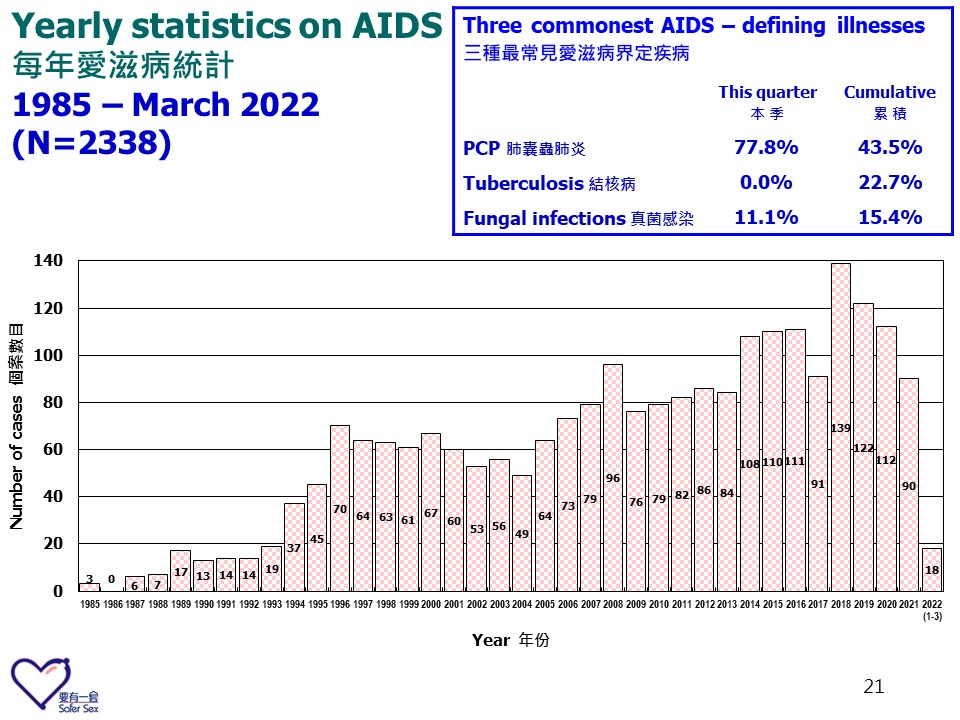 Yearly statistics on AIDS
每年愛滋病統計
1985 – March 2022
(N=2338)
Three commonest AIDS – defining illnesses
三種最常見愛滋病界定疾病
This quarter Cumulative
本 季 累 積
PCP 肺囊蟲肺炎 77.8% 43.5%
Tuberculosis 結核病 0.0% 22.7%
Fungal infections 真菌感染 11.1% 15.4%
Number of cases 個案數目
140
120
100
80
60
40
20
0
3 0 6 7 17 13 14 14 19 37 45 70 64 63 61 67 60 53 56 49 64 73 79 96 76 79 82 86 84 108 110 111 91 139 122 112 90 18
1985 1986 1987 1988 1989 1990 1991 1992 1993 1994 1995 1996 1997 1998 1999 2000 2001 2002 2003 2004 2005 2006 2007 2008 2009 2010 2011 2012 2013 2014 2015 2016 2017 2018 2019 2020 2021 2022
(1-3)
Year 年份
要有一套
Safer Sex
21